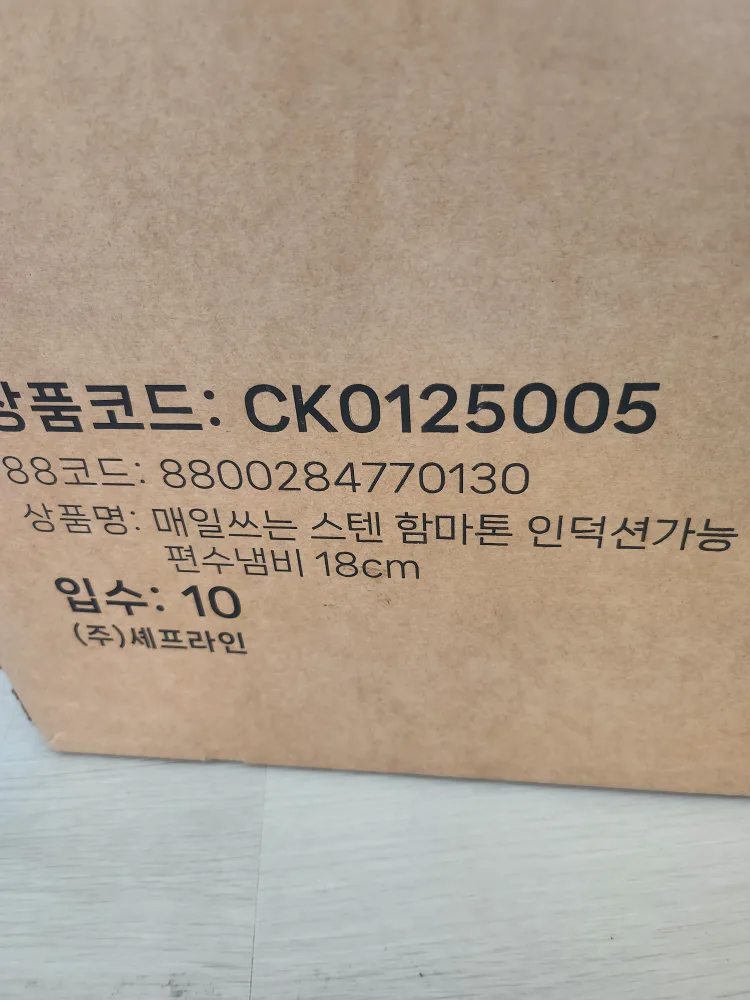 상품코드: CK0125005
88코드: 8800284770130
상품명: 매일쓰는 스텐 함마톤 인덕션가능
편수냄비 18cm
입수: 10
(주)셰프라인